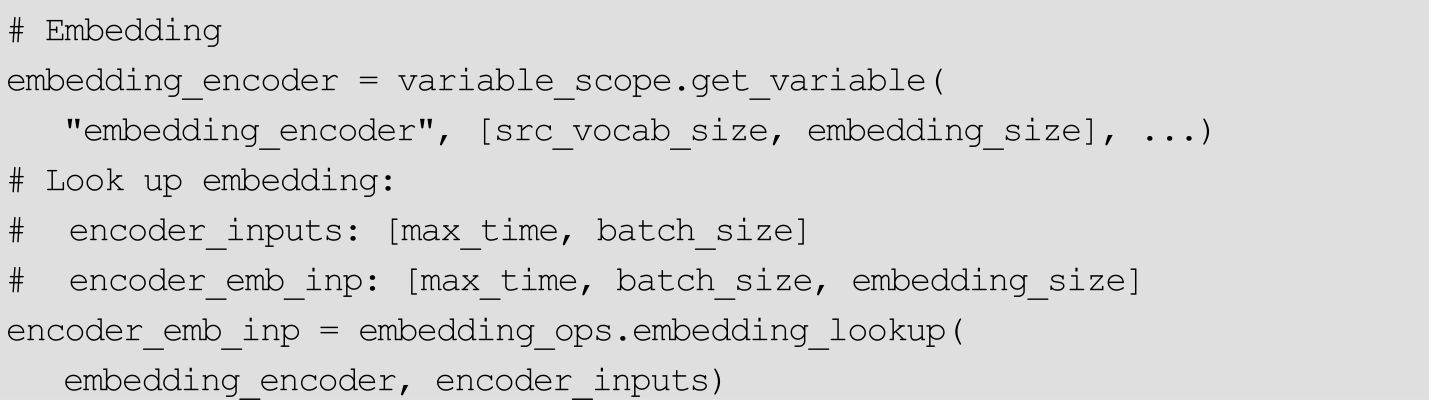 # Embedding
embedding_encoder = variable_scope.get_variable(
   "embedding_encoder", [src_vocab_size, embedding_size], ...)
# Look up embedding:
#  encoder_inputs: [max_time, batch_size]
#  encoder_emb_inp: [max_time, batch_size, embedding_size]
encoder_emb_inp = embedding_ops.embedding_lookup(
   embedding_encoder, encoder_inputs)